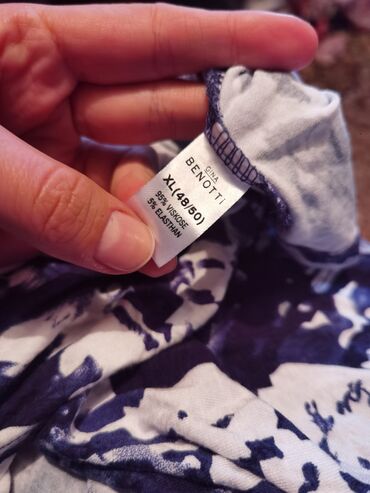 GINA
BENOTTI
XL(48/50)
95% VISKOSE
5% ELASTHAN